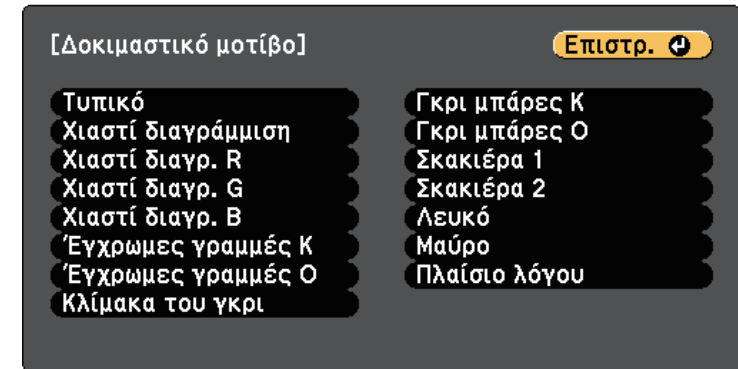 [Δοκιμαστικό μοτίβο]
Επιστρ.
Τυπικό
Χιαστί διαγράμμιση
Χιαστί διαγρ. R
Χιαστί διαγρ. G
Χιαστί διαγρ. B
Έγχρωμες γραμμές Κ
Έγχρωμες γραμμές Ο
Κλίμακα του γκρι
Γκρι μπάρες Κ
Γκρι μπάρες Ο
Σκακιέρα 1
Σκακιέρα 2
Λευκό
Μαύρο
Πλαίσιο λόγου